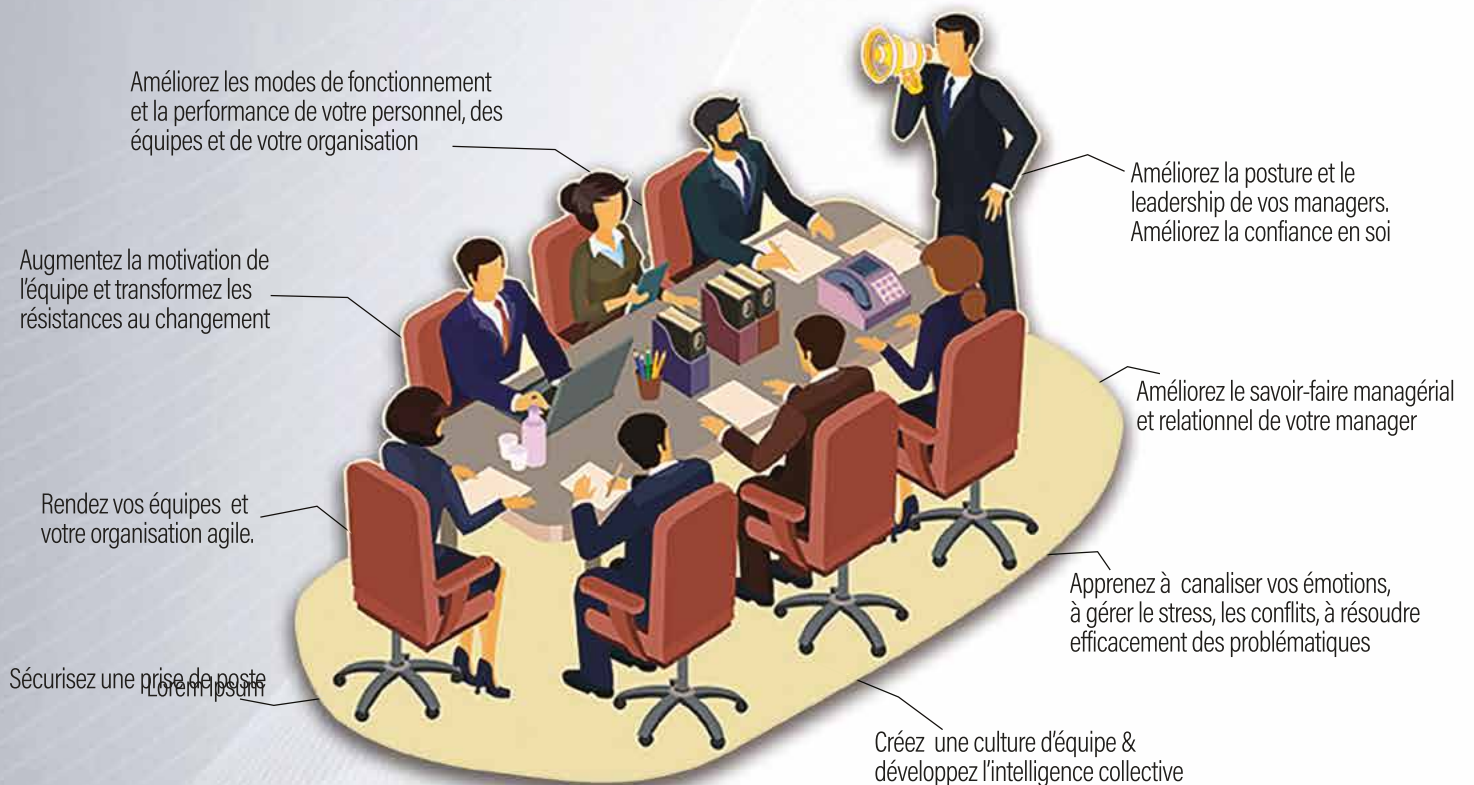 Améliorez les modes de fonctionnement
et la performance de votre personnel, des
équipes et de votre organisation
Augmentez la motivation de
l'équipe et transformez les
résistances au changement
Rendez vos équipes et
votre organisation agile.
Sécurisez une prise de poste
Lorem Ipsum
Améliorez la posture et le
leadership de vos managers.
Améliorez la confiance en soi
Améliorez le savoir-faire managérial
et relationnel de votre manager
Apprenez à canaliser vos émotions,
à gérer le stress, les conflits, à résoudre
efficacement des problématiques
Créez une culture d'équipe &
développez l'intelligence collective